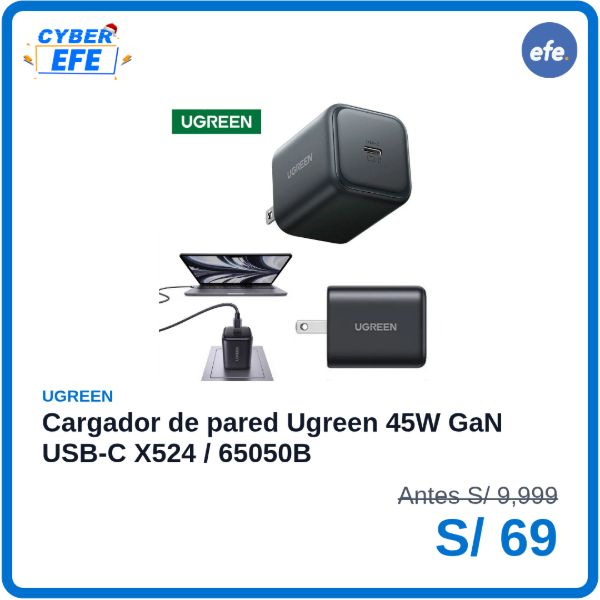 CYBER
EFE
efe.
UGREEN
UGREEN
UGREEN
UGREEN
UGREEN
Cargador de pared Ugreen 45W GaN
USB-C X524 / 65050B
Antes S/ 9,999
S/ 69